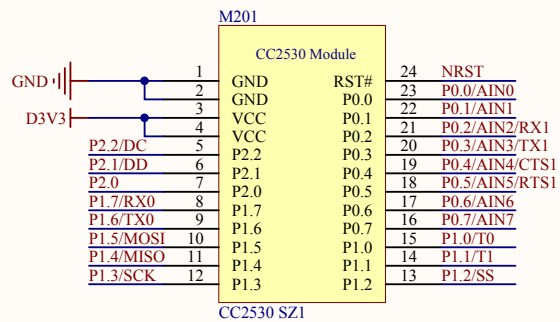 M201
CC2530 Module
GND 1 GND RST# 24 NRST
2 GND P0.0 23 P0.0/AIN0
D3V3 3 VCC P0.1 22 P0.1/AIN1
4 VCC P0.2 21 P0.2/AIN2/RX1
P2.2/DC 5 P2.2 P0.3 20 P0.3/AIN3/TX1
P2.1/DD 6 P2.1 P0.4 19 P0.4/AIN4/CTS1
P2.0 7 P2.0 P0.5 18 P0.5/AIN5/RTS1
P1.7/RX0 8 P1.7 P0.6 17 P0.6/AIN6
P1.6/TX0 9 P1.6 P0.7 16 P0.7/AIN7
P1.5/MOSI 10 P1.5 P1.0 15 P1.0/T0
P1.4/MISO 11 P1.4 P1.1 14 P1.1/T1
P1.3/SCK 12 P1.3 P1.2 13 P1.2/SS
CC2530 SZ1